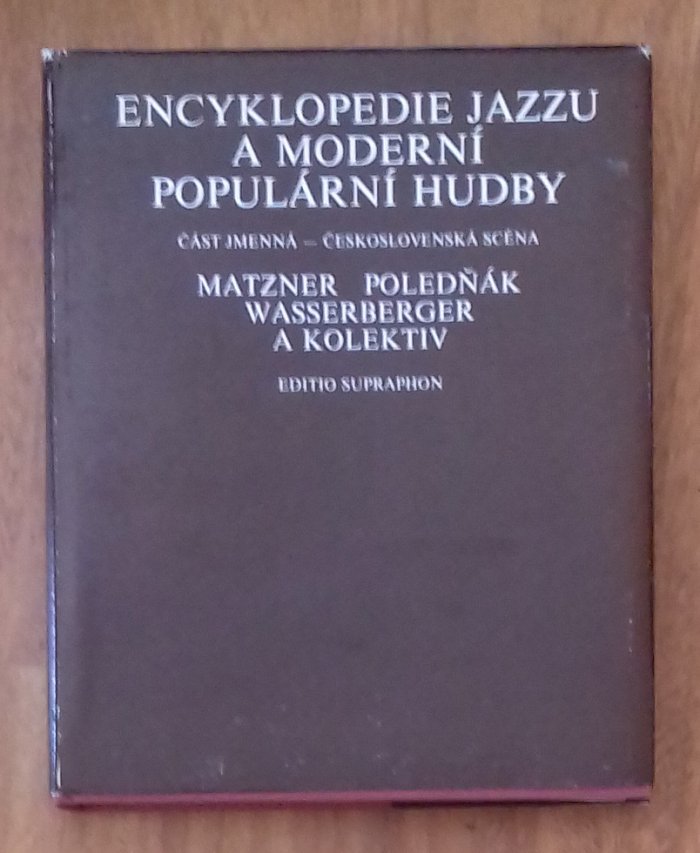 ENCYKLOPEDIE JAZZU
A MODERNÍ
POPULÁRNÍ HUDBY
ČÁST JMENNÁ – ČESKOSLOVENSKÁ SCÉNA
MATZNER POLEDŇÁK
WASSERBERGER
A KOLEKTIV
EDITIO SUPRAPHON